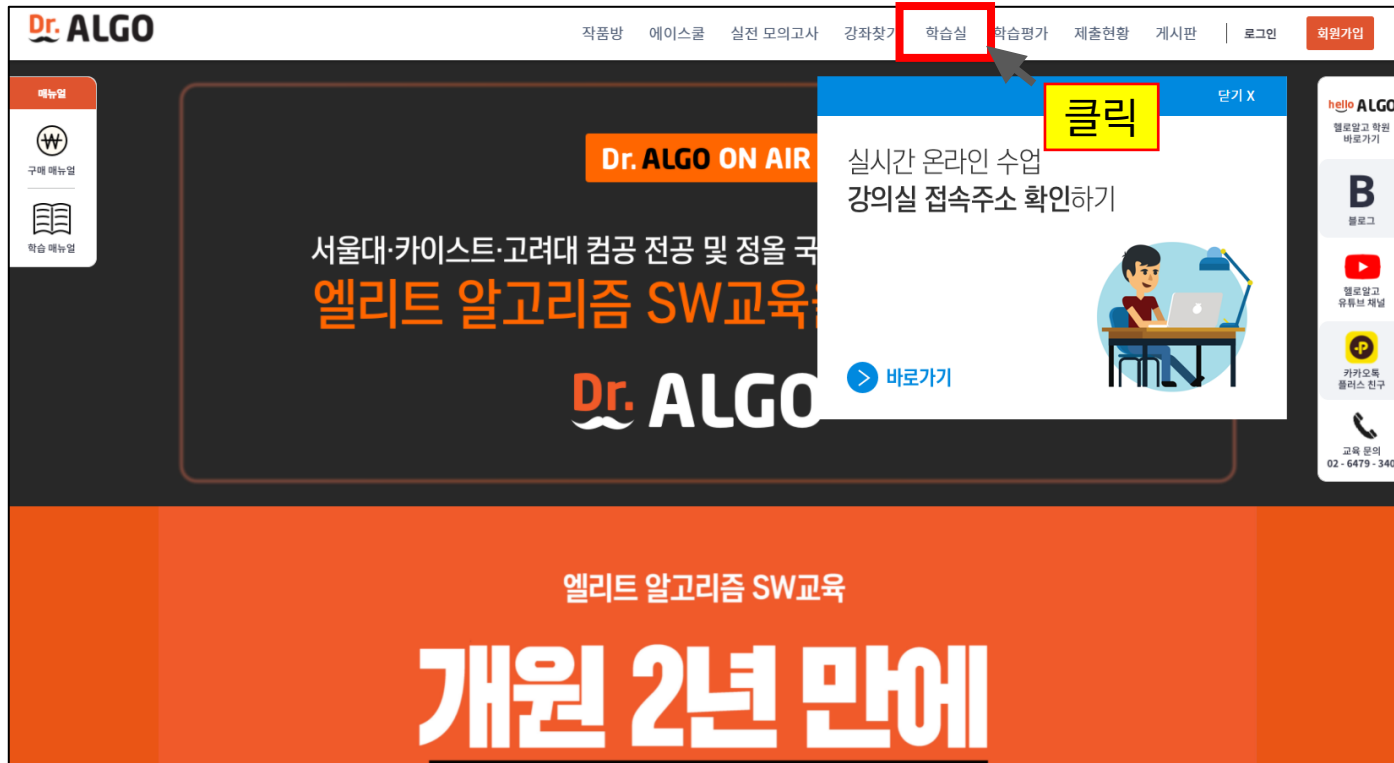 Dr. ALGO
작품방 에이스쿨 실전 모의고사 강좌찾기 학습실 학습평가 제출현황 게시판 로그인 회원가입
매뉴얼
구매 매뉴얼
학습 매뉴얼
Dr. ALGO ON AIR
서울대·카이스트·고려대 컴공 전공 및 정올 국
엘리트 알고리즘 SW교육
Dr. ALGO
닫기 X
클릭
실시간 온라인 수업
강의실 접속주소 확인하기
바로가기
hello ALGO
헬로알고 학원
바로가기
B
블로그
헬로알고
유튜브 채널
카카오톡
플러스 친구
교육 문의
02 - 6479 - 340
엘리트 알고리즘 SW교육
개원 2년 만에